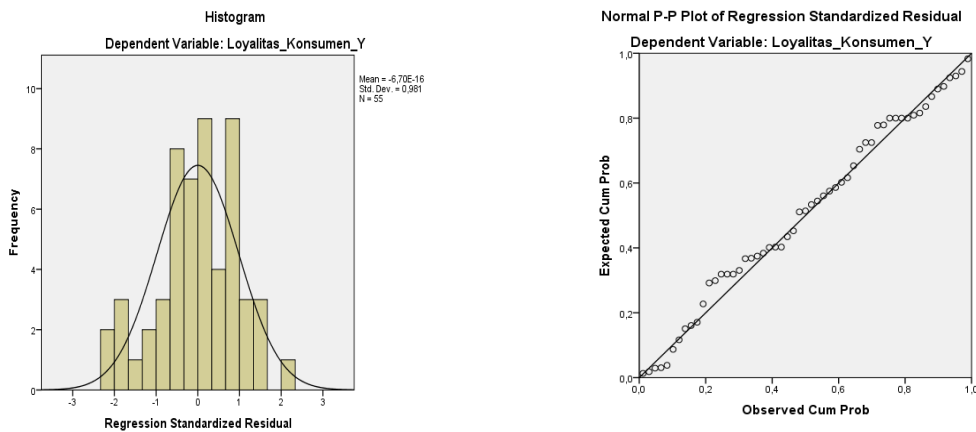 Histogram
Dependent Variable: Loyalitas_Konsumen_Y
Mean = -6,70E-16
Std. Dev. = 0,981
N = 55
Frequency
10
8
6
4
2
0
-3 -2 -1 0 1 2 3
Regression Standardized Residual
Normal P-P Plot of Regression Standardized Residual
Dependent Variable: Loyalitas_Konsumen_Y
Expected Cum Prob
1,0
0,8
0,6
0,4
0,2
0,0
0,0 0,2 0,4 0,6 0,8 1,0
Observed Cum Prob